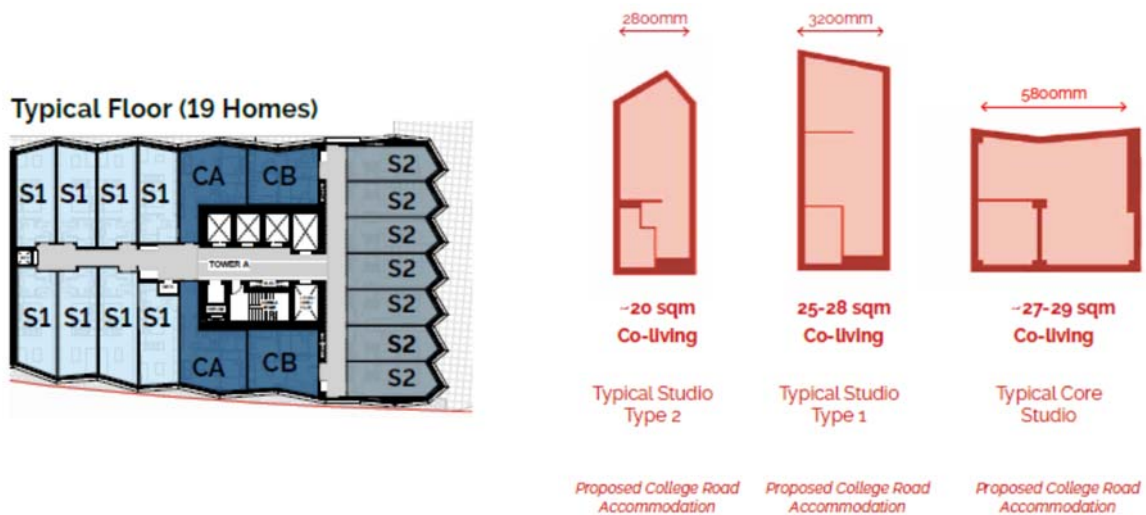 Typical Floor (19 Homes)
S1 S1 S1 S1 CA CB S2
S2
S2
TOWER A
S2
S2
S1 S1 S1 S1 CA CB S2
S2
2800mm
~20 sqm
Co-living
Typical Studio
Type 2
Proposed College Road
Accommodation
3200mm
25-28 sqm
Co-living
Typical Studio
Type 1
Proposed College Road
Accommodation
5800mm
~27-29 sqm
Co-living
Typical Core
Studio
Proposed College Road
Accommodation